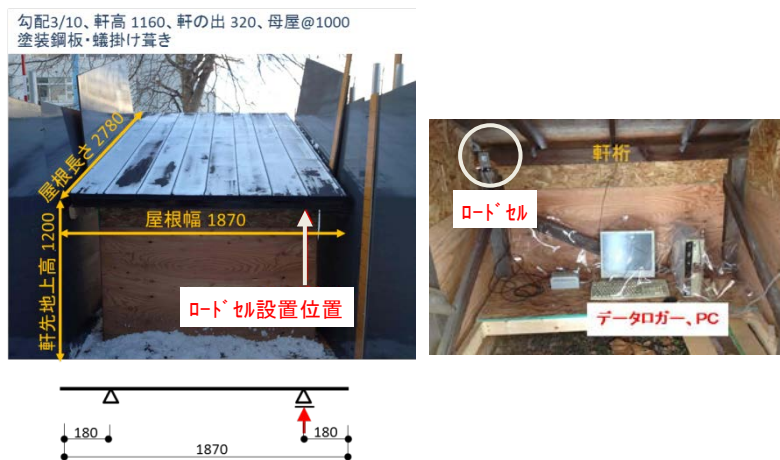 勾配3/10、軒高 1160、軒の出 320、母屋@1000
塗装鋼板・蟻掛け葺き
屋根長さ 2780
屋根幅 1870
軒先地上高 1200
ﾛｰﾄﾞｾﾙ設置位置
180
180
1870
軒桁
ﾛｰﾄﾞｾﾙ
データロガー、PC